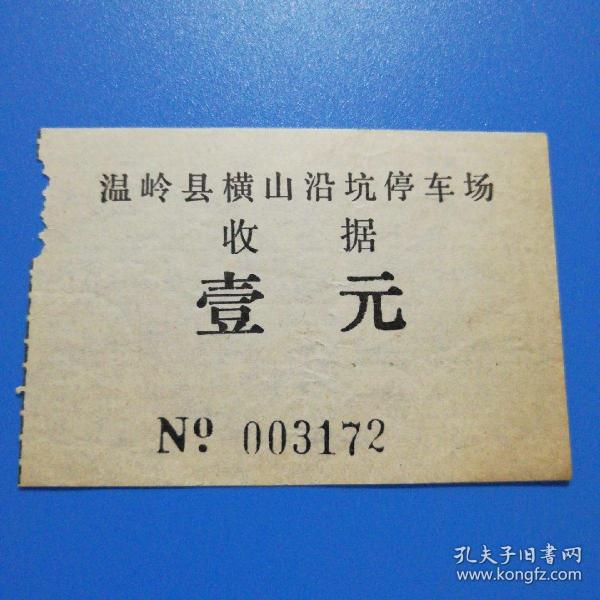 温岭县横山沿坑停车场
收 据
壹 元
Nº 003172
孔夫子旧書网
www.kongfz.com